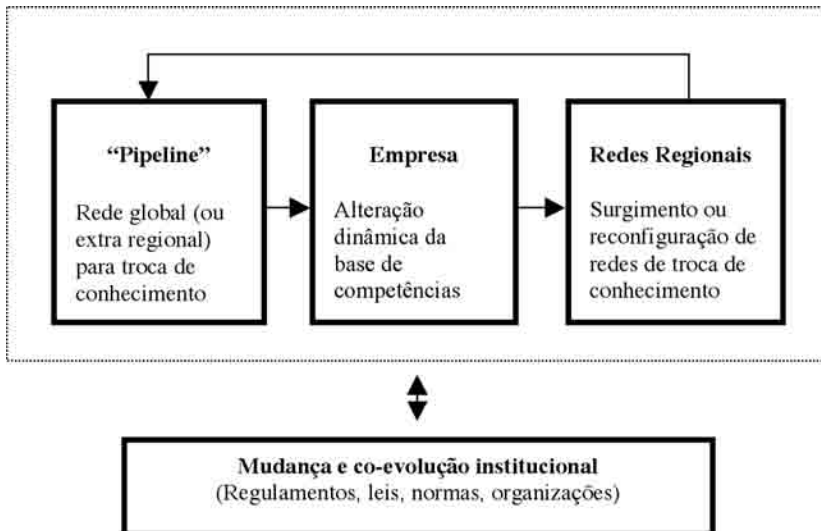 “Pipeline”
Rede global (ou
extra regional)
para troca de
conhecimento
Empresa
Alteração
dinâmica da
base de
competências
Redes Regionais
Surgimento ou
reconfiguração de
redes de troca de
conhecimento
Mudança e co-evolução institucional
(Regulamentos, leis, normas, organizações)